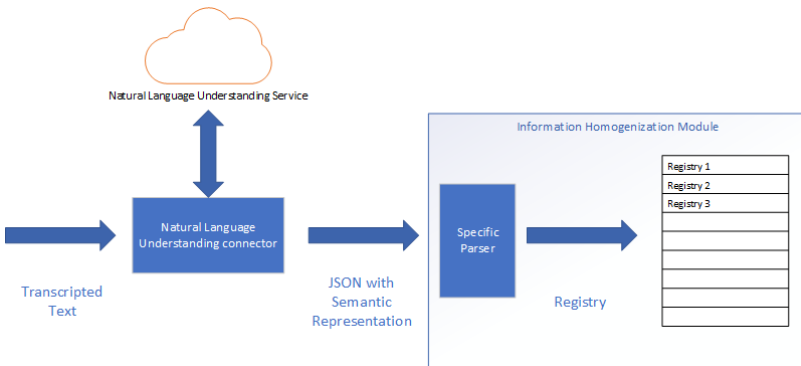 Natural Language Understanding Service
Information Homogenization Module
Natural Language
Understanding connector
Specific
Parser
Registry 1
Registry 2
Registry 3
Transcripted
Text
JSON with
Semantic
Representation
Registry